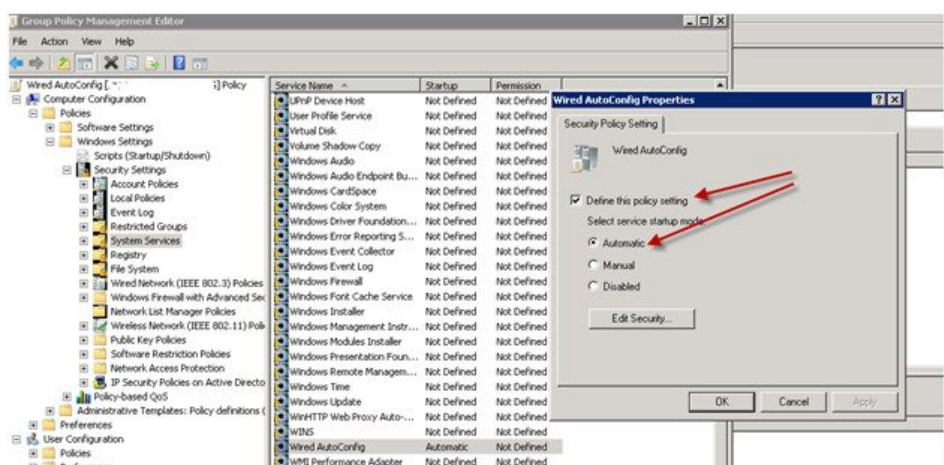 Group Policy Management Editor
File Action View Help
Wired AutoConfig [ ] Policy
Computer Configuration
Policies
Software Settings
Windows Settings
Scripts (Startup/Shutdown)
Security Settings
Account Policies
Local Policies
Event Log
Restricted Groups
System Services
Registry
File System
Wired Network (IEEE 802.3) Policies
Windows Firewall with Advanced Sec
Network List Manager Policies
Wireless Network (IEEE 802.11) Poli
Public Key Policies
Software Restriction Policies
Network Access Protection
IP Security Policies on Active Directo
Policy-based QoS
Administrative Templates: Policy definitions (
Preferences
User Configuration
Policies
Preferences
Service Name Startup Permission
UPnP Device Host Not Defined Not Defined
User Profile Service Not Defined Not Defined
Virtual Disk Not Defined Not Defined
Volume Shadow Copy Not Defined Not Defined
Windows Audio Not Defined Not Defined
Windows Audio Endpoint Bu... Not Defined Not Defined
Windows CardSpace Not Defined Not Defined
Windows Color System Not Defined Not Defined
Windows Driver Foundation... Not Defined Not Defined
Windows Error Reporting S... Not Defined Not Defined
Windows Event Collector Not Defined Not Defined
Windows Event Log Not Defined Not Defined
Windows Firewall Not Defined Not Defined
Windows Font Cache Service Not Defined Not Defined
Windows Installer Not Defined Not Defined
Windows Management Instr... Not Defined Not Defined
Windows Modules Installer Not Defined Not Defined
Windows Presentation Foun... Not Defined Not Defined
Windows Remote Managem... Not Defined Not Defined
Windows Time Not Defined Not Defined
Windows Update Not Defined Not Defined
WinHTTP Web Proxy Auto-... Not Defined Not Defined
WINS Not Defined Not Defined
Wired AutoConfig Automatic Not Defined
WMI Performance Adapter Not Defined Not Defined
Wired AutoConfig Properties
Security Policy Setting
Wired AutoConfig
Define this policy setting
Select service startup mode
Automatic
Manual
Disabled
Edit Security...
OK Cancel Apply